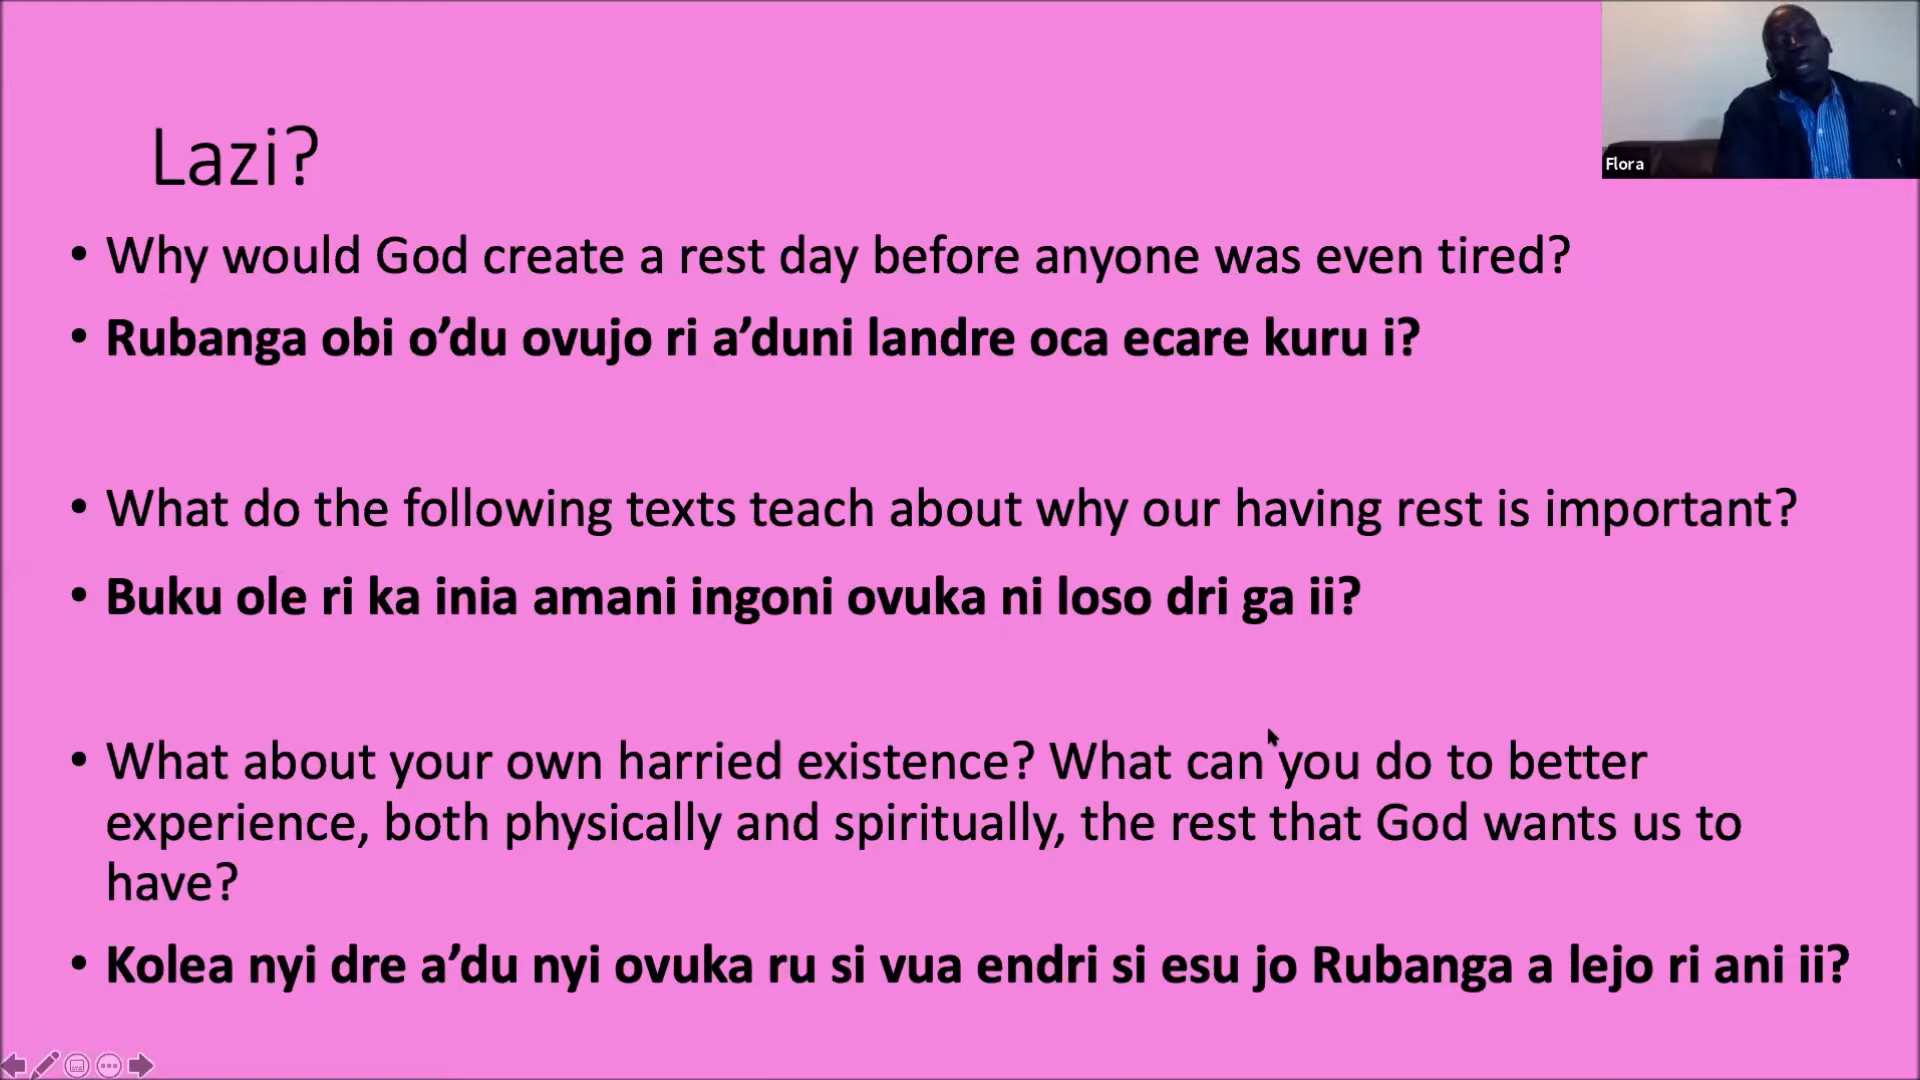 Flora
Lazi?
• Why would God create a rest day before anyone was even tired?
• Rubanga obi o’du ovujo ri a’duni landre oca ecare kuru i?
• What do the following texts teach about why our having rest is important?
• Buku ole ri ka inia amani ingoni ovuka ni loso dri ga ii?
• What about your own harried existence? What can you do to better
experience, both physically and spiritually, the rest that God wants us to
have?
• Kolea nyi dre a’du nyi ovuka ru si vua endri si esu jo Rubanga a lejo ri ani ii?